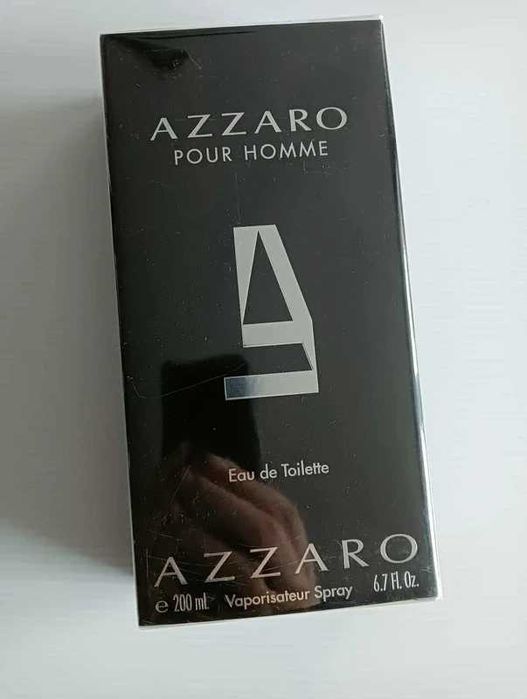 AZZARO
POUR HOMME
Eau de Toilette
AZZARO
e 200 ml Vaporisateur Spray 6.7 Fl. Oz.